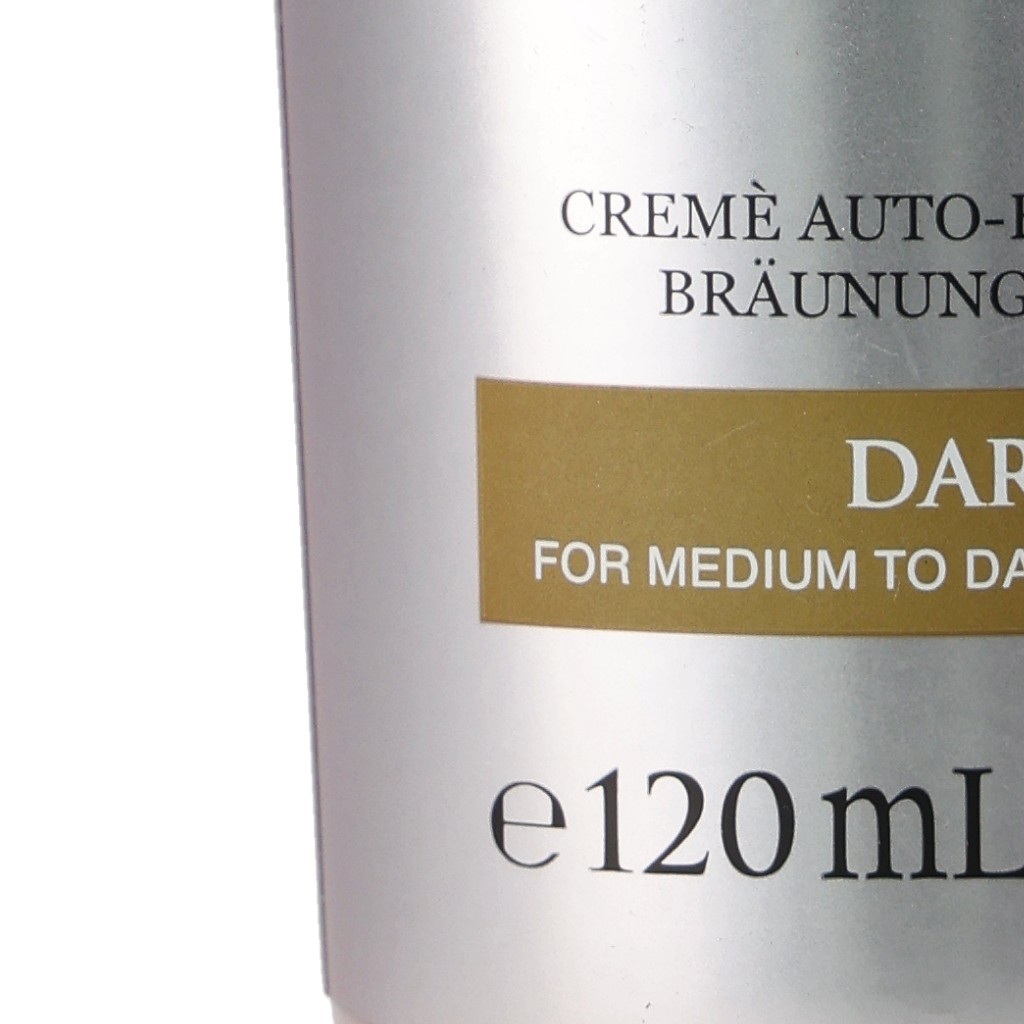 CREMÈ AUTO-
BRÄUNUNG
DAR
FOR MEDIUM TO DA
℮120 mL